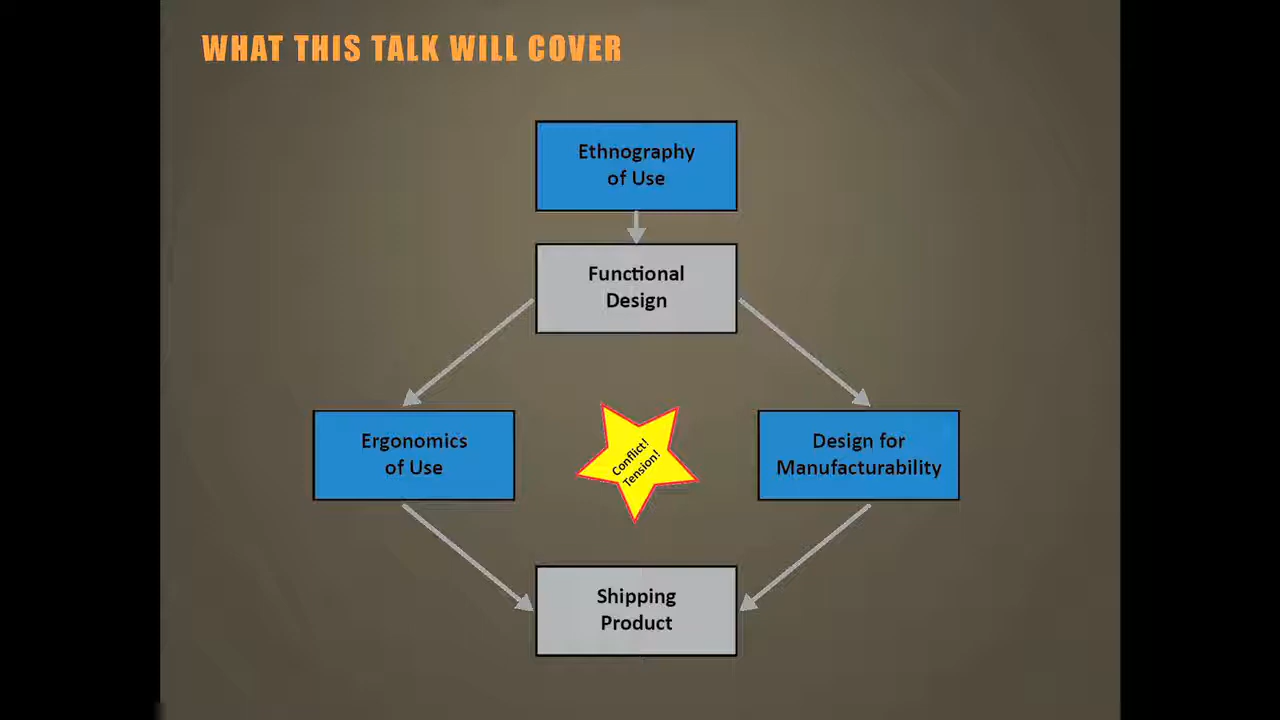 WHAT THIS TALK WILL COVER
Ethnography
of Use
Functional
Design
Ergonomics
of Use
Conflict!
Tension!
Design for
Manufacturability
Shipping
Product